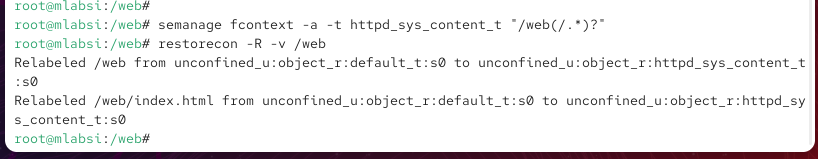 root@mlabsi:/web#
root@mlabsi:/web# semanage fcontext -a -t httpd_sys_content_t "/web(/.*)?"
root@mlabsi:/web# restorecon -R -v /web
Relabeled /web from unconfined_u:object_r:default_t:s0 to unconfined_u:object_r:httpd_sys_content_t
:s0
Relabeled /web/index.html from unconfined_u:object_r:default_t:s0 to unconfined_u:object_r:httpd_sy
s_content_t:s0
root@mlabsi:/web#